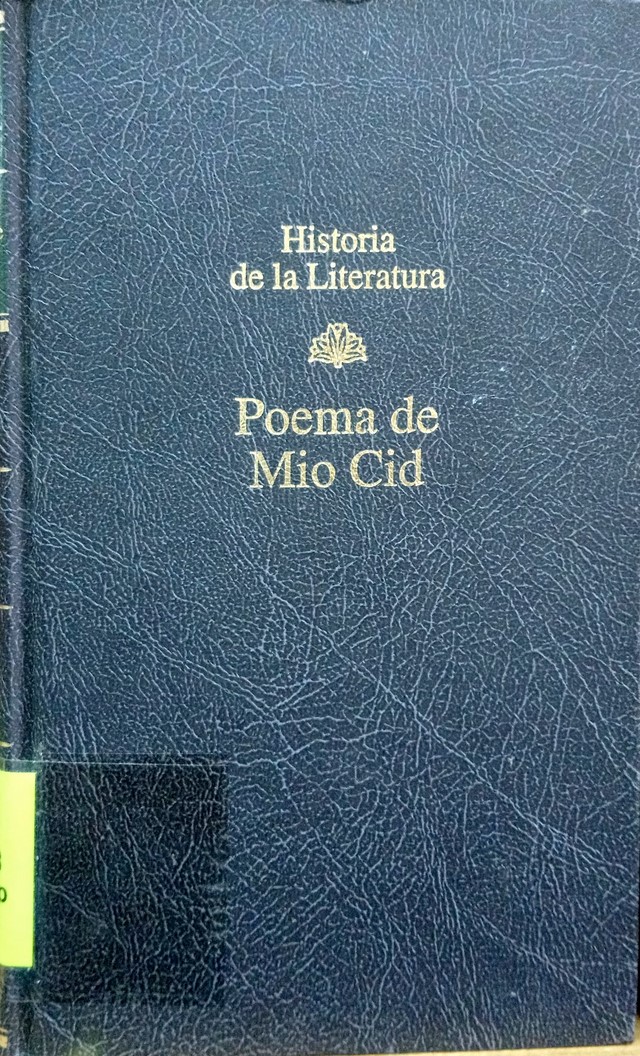 Historia
de la Literatura
Poema de
Mio Cid